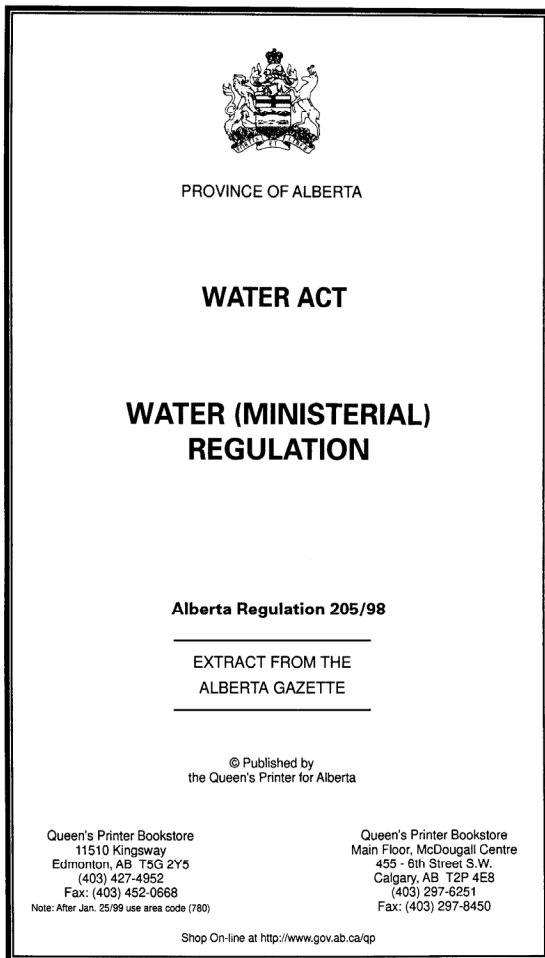 PROVINCE OF ALBERTA
WATER ACT
WATER (MINISTERIAL)
REGULATION
Alberta Regulation 205/98
EXTRACT FROM THE
ALBERTA GAZETTE
© Published by
the Queen's Printer for Alberta
Queen's Printer Bookstore
11510 Kingsway
Edmonton, AB T5G 2Y5
(403) 427-4952
Fax: (403) 452-0668
Note: After Jan. 25/99 use area code (780)
Queen's Printer Bookstore
Main Floor, McDougall Centre
455 - 6th Street S.W.
Calgary, AB T2P 4E8
(403) 297-6251
Fax: (403) 297-8450
Shop On-line at http://www.gov.ab.ca/qp